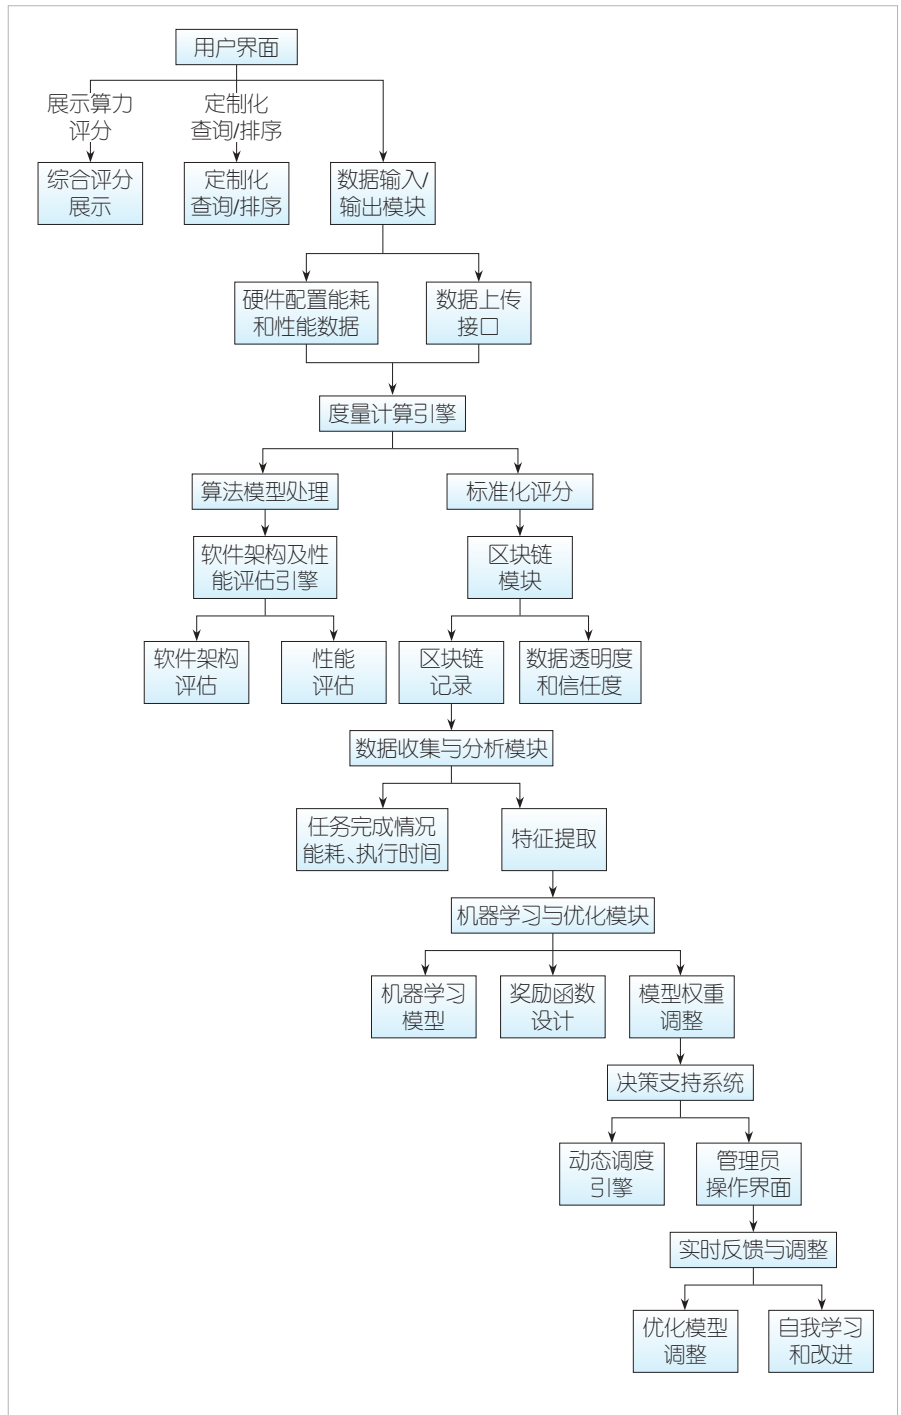 用户界面
展示算力
评分
定制化
查询/排序
综合评分
展示
定制化
查询/排序
数据输入/
输出模块
硬件配置能耗
和性能数据
数据上传
接口
度量计算引擎
算法模型处理
标准化评分
软件架构及性
能评估引擎
区块链
模块
软件架构
评估
性能
评估
区块链
记录
数据透明度
和信任度
数据收集与分析模块
任务完成情况
能耗、执行时间
特征提取
机器学习与优化模块
机器学习
模型
奖励函数
设计
模型权重
调整
决策支持系统
动态调度
引擎
管理员
操作界面
实时反馈与调整
优化模型
调整
自我学习
和改进